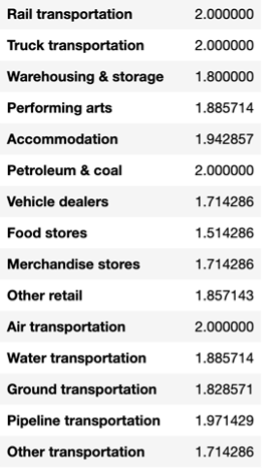 Rail transportation 2.000000
Truck transportation 2.000000
Warehousing & storage 1.800000
Performing arts 1.885714
Accommodation 1.942857
Petroleum & coal 2.000000
Vehicle dealers 1.714286
Food stores 1.514286
Merchandise stores 1.714286
Other retail 1.857143
Air transportation 2.000000
Water transportation 1.885714
Ground transportation 1.828571
Pipeline transportation 1.971429
Other transportation 1.714286